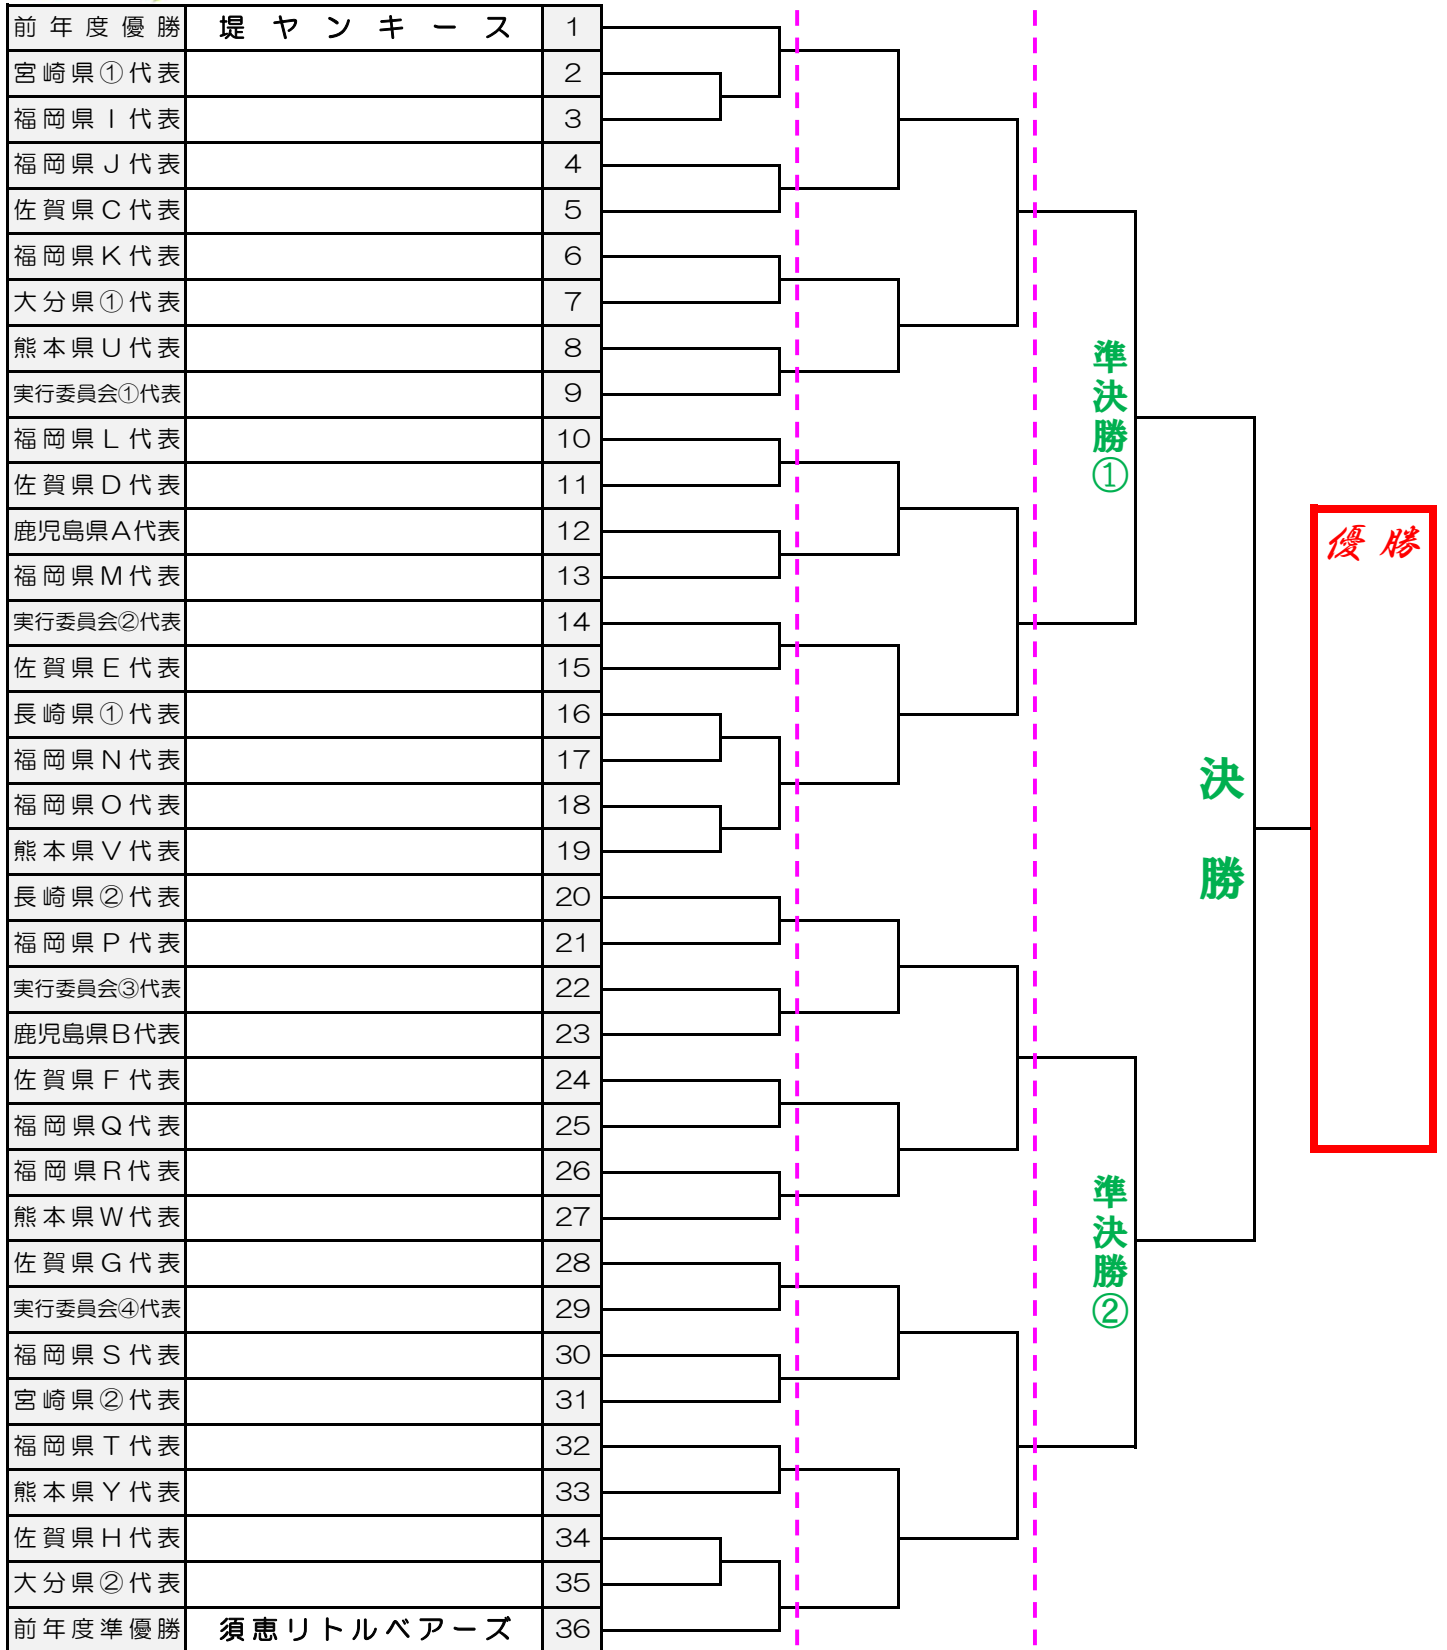 前年度優勝 堤ヤンキース 1
宮崎県①代表 2
福岡県Ｉ代表 3
福岡県Ｊ代表 4
佐賀県Ｃ代表 5
福岡県Ｋ代表 6
大分県①代表 7
熊本県Ｕ代表 8
実行委員会①代表 9
福岡県Ｌ代表 10
佐賀県Ｄ代表 11
鹿児島県Ａ代表 12
福岡県Ｍ代表 13
実行委員会②代表 14
佐賀県Ｅ代表 15
長崎県①代表 16
福岡県Ｎ代表 17
福岡県Ｏ代表 18
熊本県Ｖ代表 19
長崎県②代表 20
福岡県Ｐ代表 21
実行委員会③代表 22
鹿児島県Ｂ代表 23
佐賀県Ｆ代表 24
福岡県Ｑ代表 25
福岡県Ｒ代表 26
熊本県Ｗ代表 27
佐賀県Ｇ代表 28
実行委員会④代表 29
福岡県Ｓ代表 30
宮崎県②代表 31
福岡県Ｔ代表 32
熊本県Ｙ代表 33
佐賀県Ｈ代表 34
大分県②代表 35
前年度準優勝 須恵リトルベアーズ 36
準決勝①
準決勝②
決勝
優勝